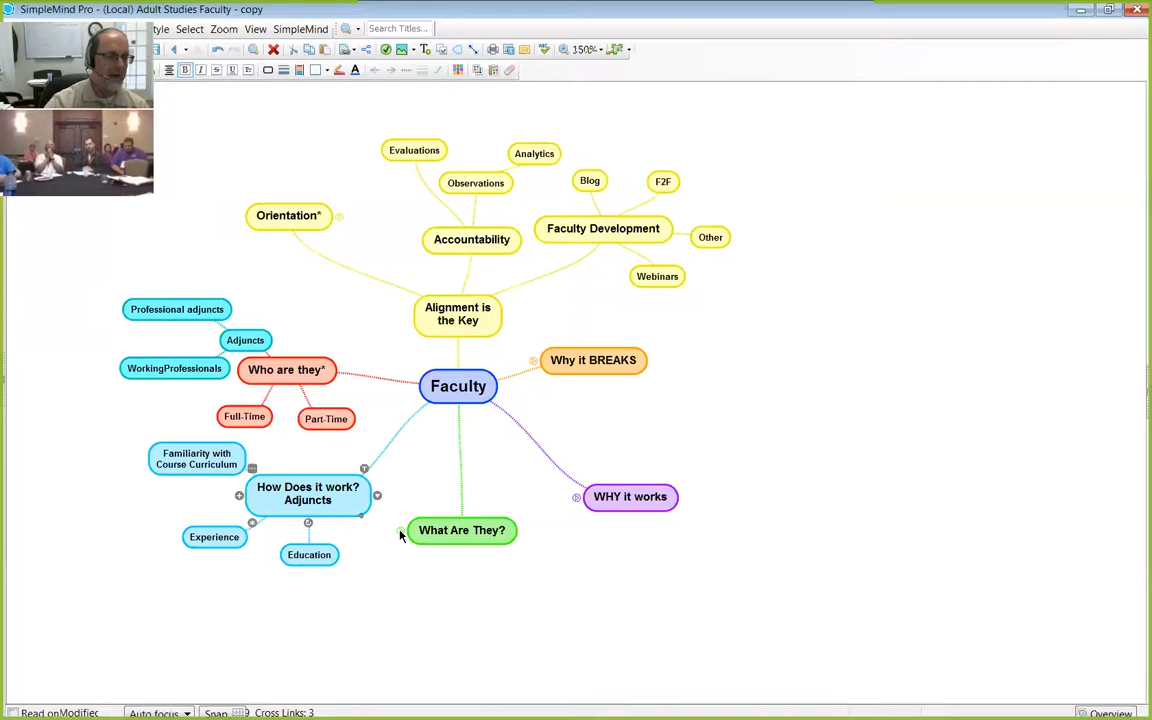 SimpleMind Pro - (Local) Adult Studies Faculty - copy
Select Zoom View SimpleMind Search Titles...
150%
Evaluations
Analytics
Observations
Blog
F2F
Orientation*
Accountability
Faculty Development
Other
Webinars
Alignment is
the Key
Professional adjuncts
Adjuncts
WorkingProfessionals
Who are they*
Full-Time
Part-Time
Why it BREAKS
Faculty
Familiarity with
Course Curriculum
How Does it work?
Adjuncts
Experience
Education
What Are They?
WHY it works
Auto focus Snap 9 Cross Links: 3 Overview